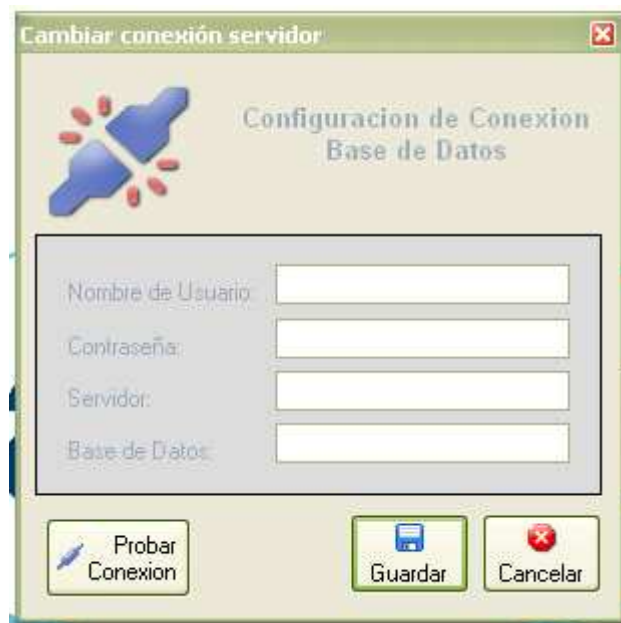 Cambiar conexión servidor
Configuracion de Conexion
Base de Datos
Nombre de Usuario:
Contraseña:
Servidor:
Base de Datos:
Probar
Conexion
Guardar
Cancelar